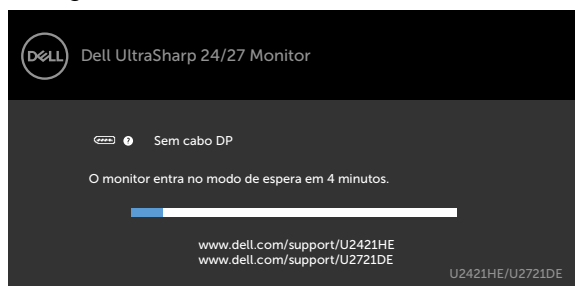 DELL Dell UltraSharp 24/27 Monitor
? Sem cabo DP
O monitor entra no modo de espera em 4 minutos.
www.dell.com/support/U2421HE
www.dell.com/support/U2721DE
U2421HE/U2721DE